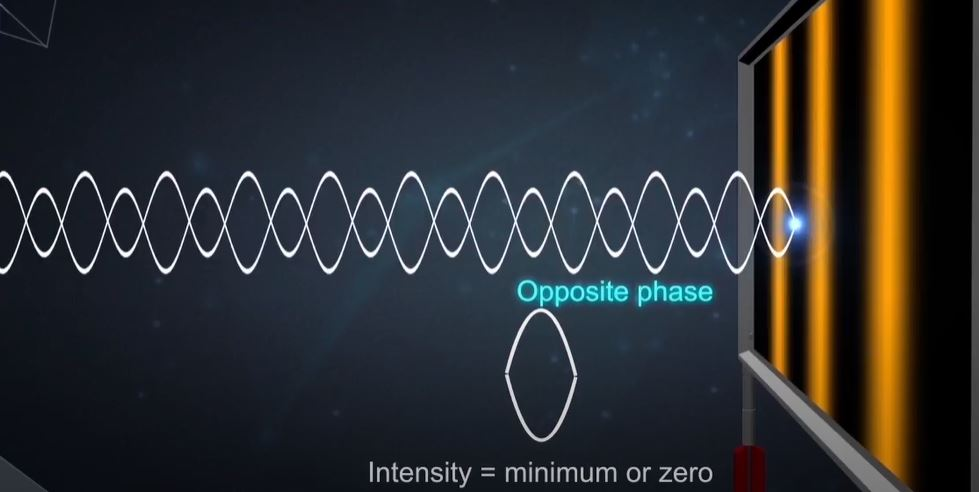 Opposite phase
Intensity = minimum or zero